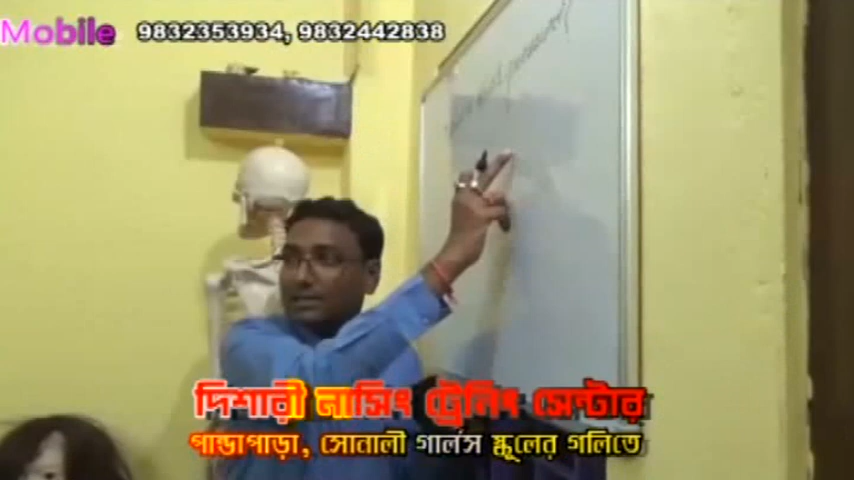 Mobile 9832353934, 9832442838
দিশারী নার্সিং ট্রেনিং সেন্টার
পান্ডাপাড়া, সোনালী গার্লস স্কুলের গলিতে